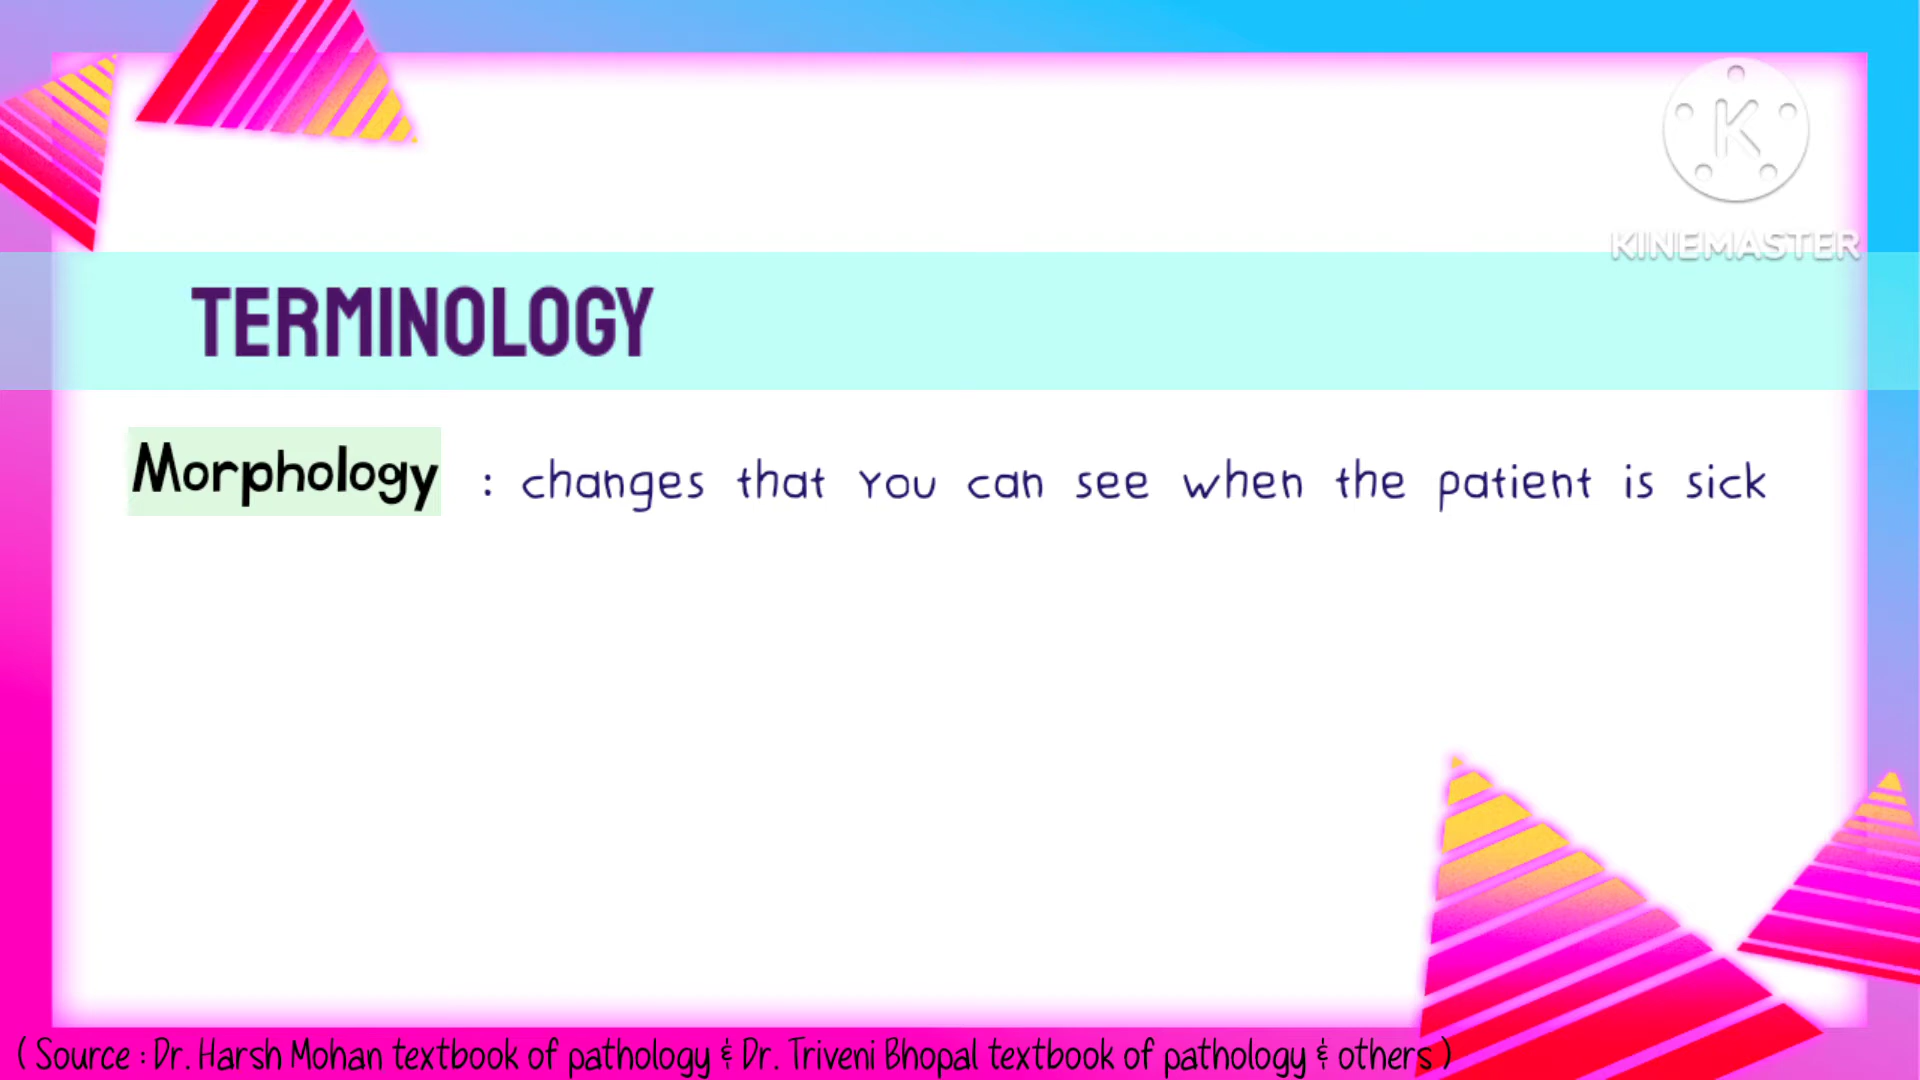 K
KINEMASTER
TERMINOLOGY
Morphology : changes that you can see when the patient is sick
( Source : Dr. Harsh Mohan textbook of pathology & Dr. Triveni Bhopal textbook of pathology & others )